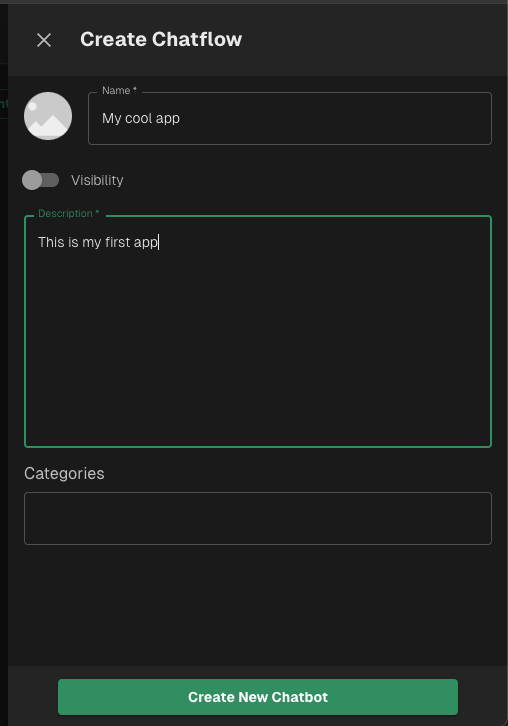 Create Chatflow
Name *
My cool app
Visibility
Description *
This is my first app
Categories
Create New Chatbot